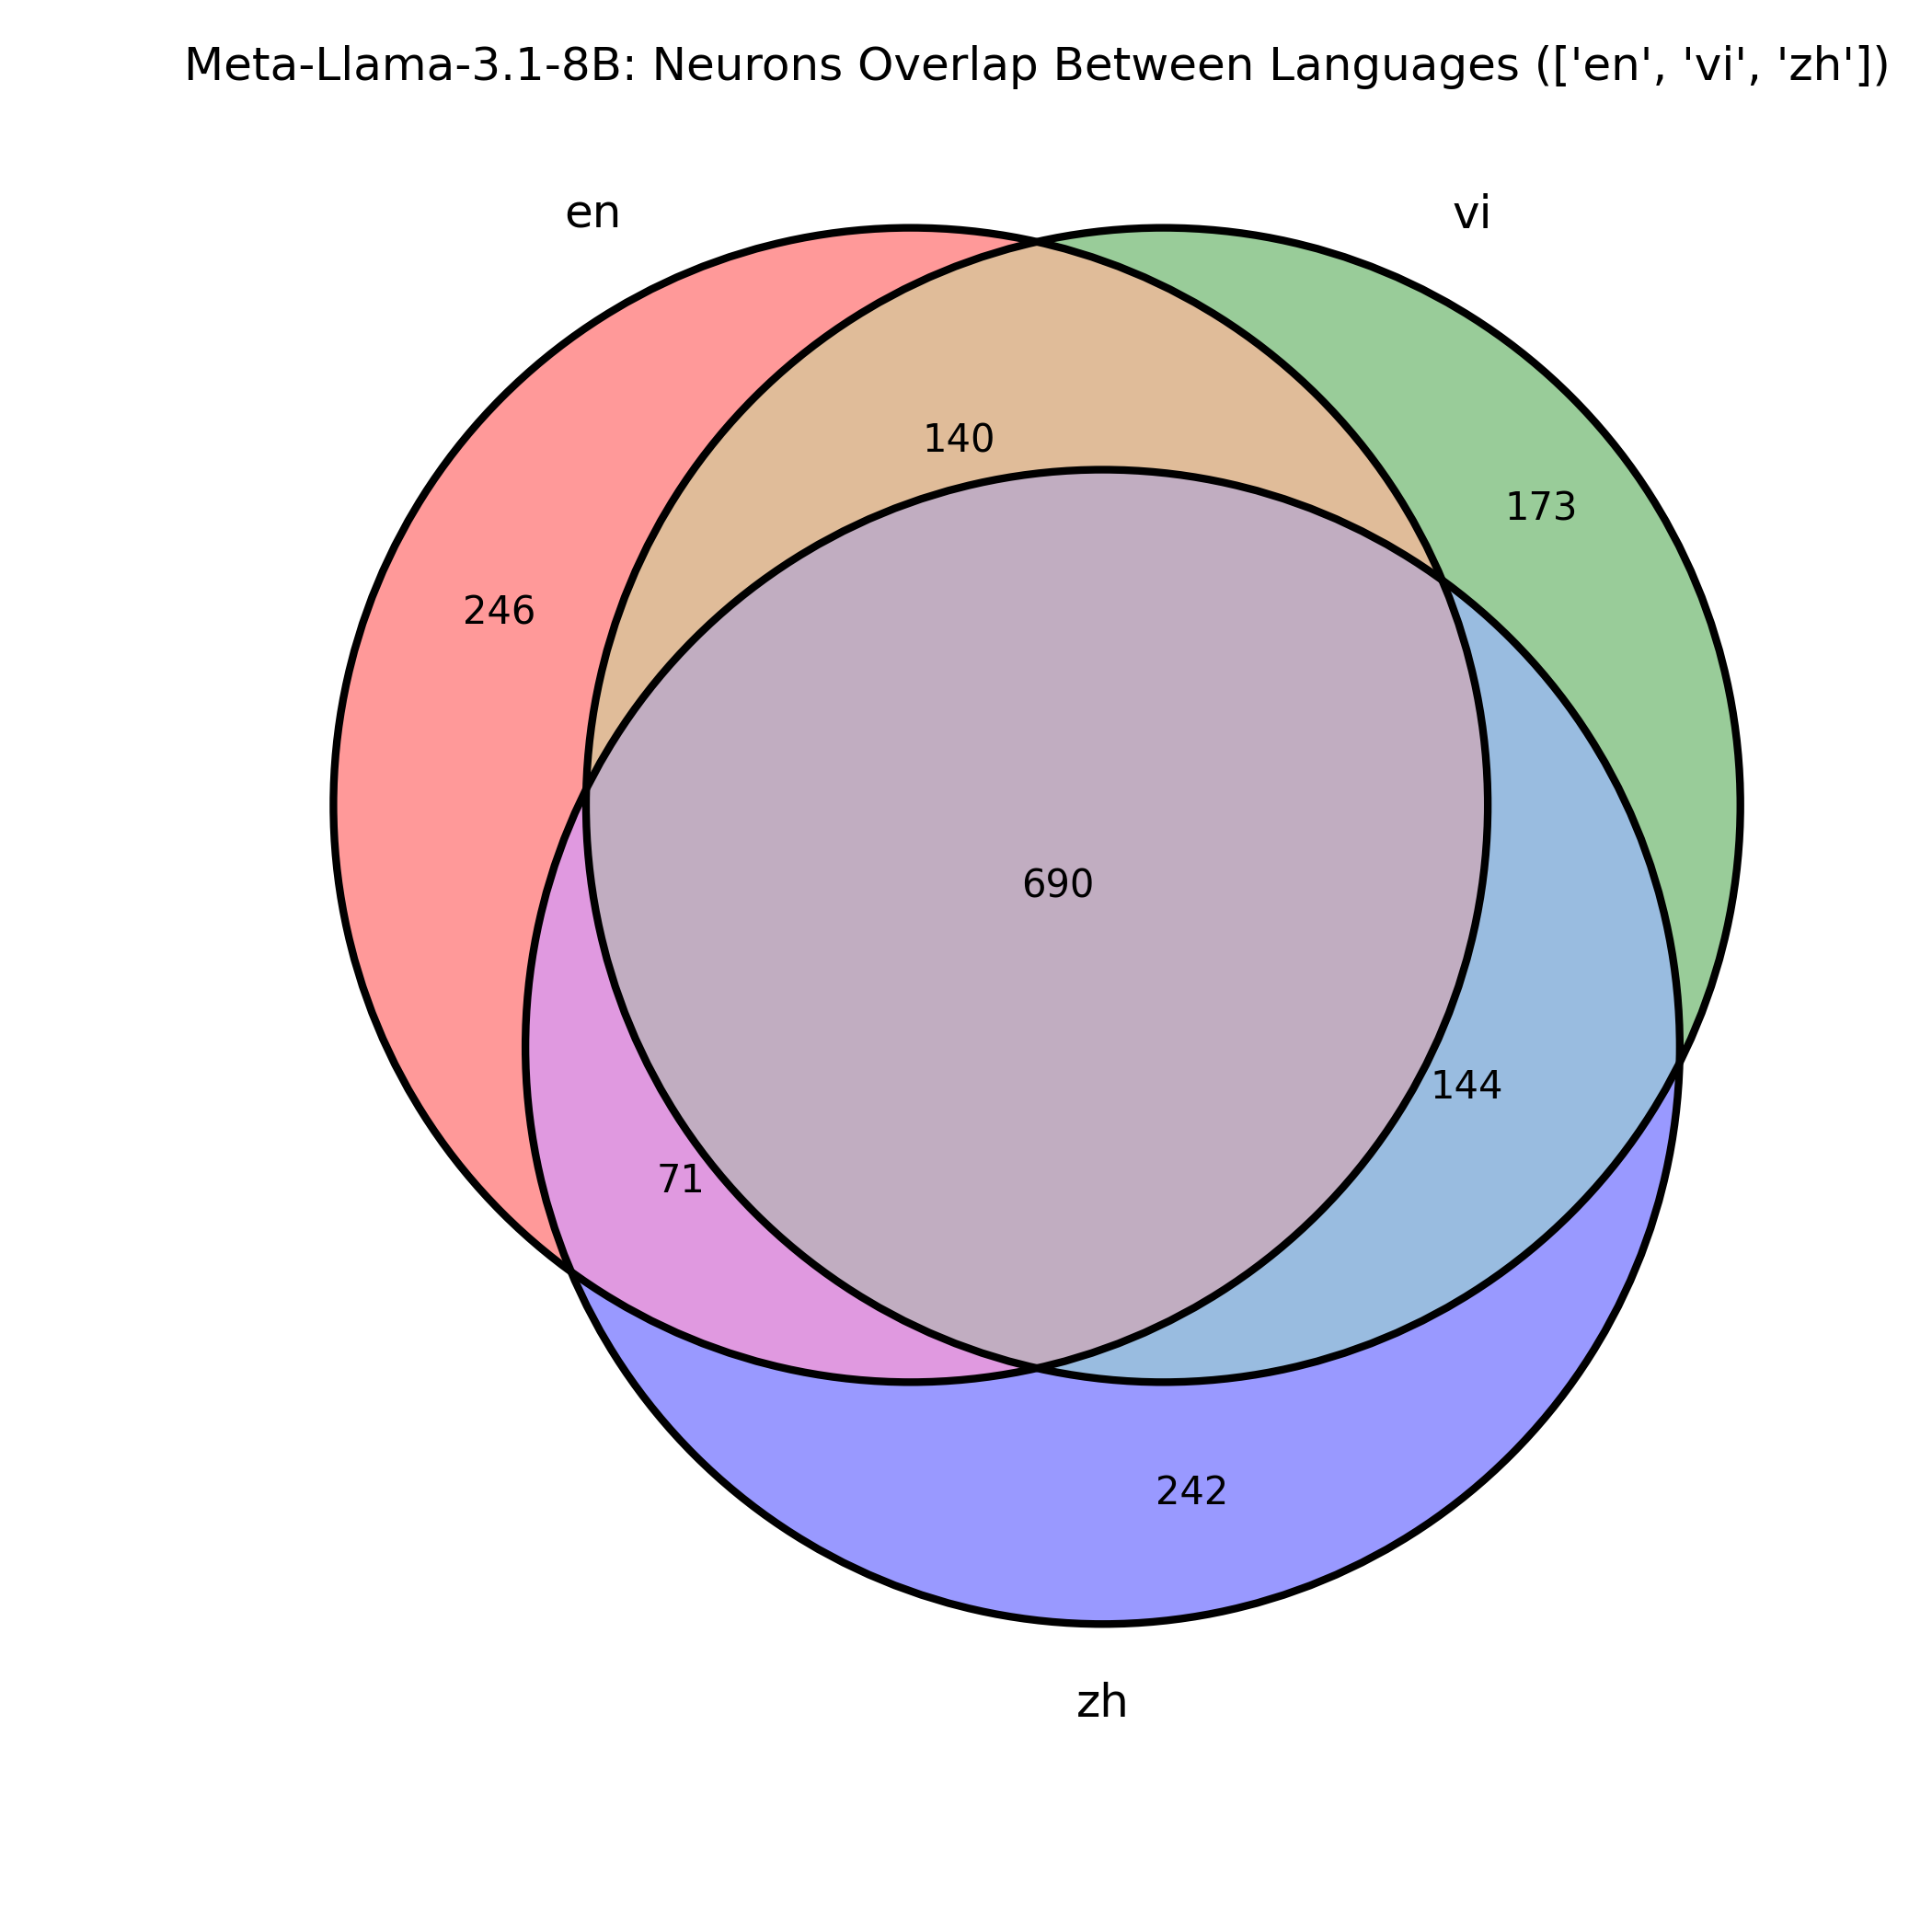 Meta-Llama-3.1-8B: Neurons Overlap Between Languages (['en', 'vi', 'zh'])
en
vi
140
173
246
690
144
71
242
zh